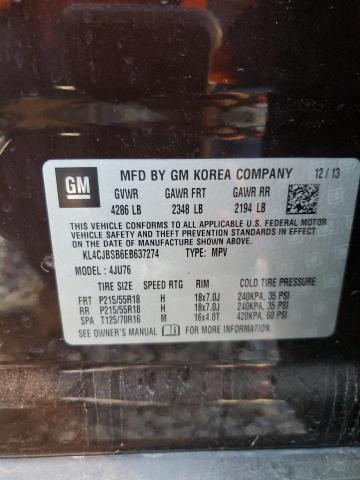 GM
MFD BY GM KOREA COMPANY 12/13
GVWR GAWR FRT GAWR RR
4286 LB 2348 LB 2194 LB
THIS VEHICLE CONFORMS TO ALL APPLICABLE U.S. FEDERAL MOTOR
VEHICLE SAFETY, BUMPER, AND THEFT PREVENTION STANDARDS
IN EFFECT ON THE DATE OF MANUFACTURE SHOWN ABOVE.
KL4CJBSB6EB637274 TYPE: MPV
MODEL: 4JU76
TIRE SIZE SPEED RTG RIM COLD TIRE PRESSURE
FRT P215/55R18 H 18x7.0J 240KPA, 35 PSI
RR P215/55R18 H 18x7.0J 240KPA, 35 PSI
SPA T125/70R16 M 16x4.0T 420KPA, 60 PSI
SEE OWNER'S MANUAL FOR ADDITIONAL INFORMATION.